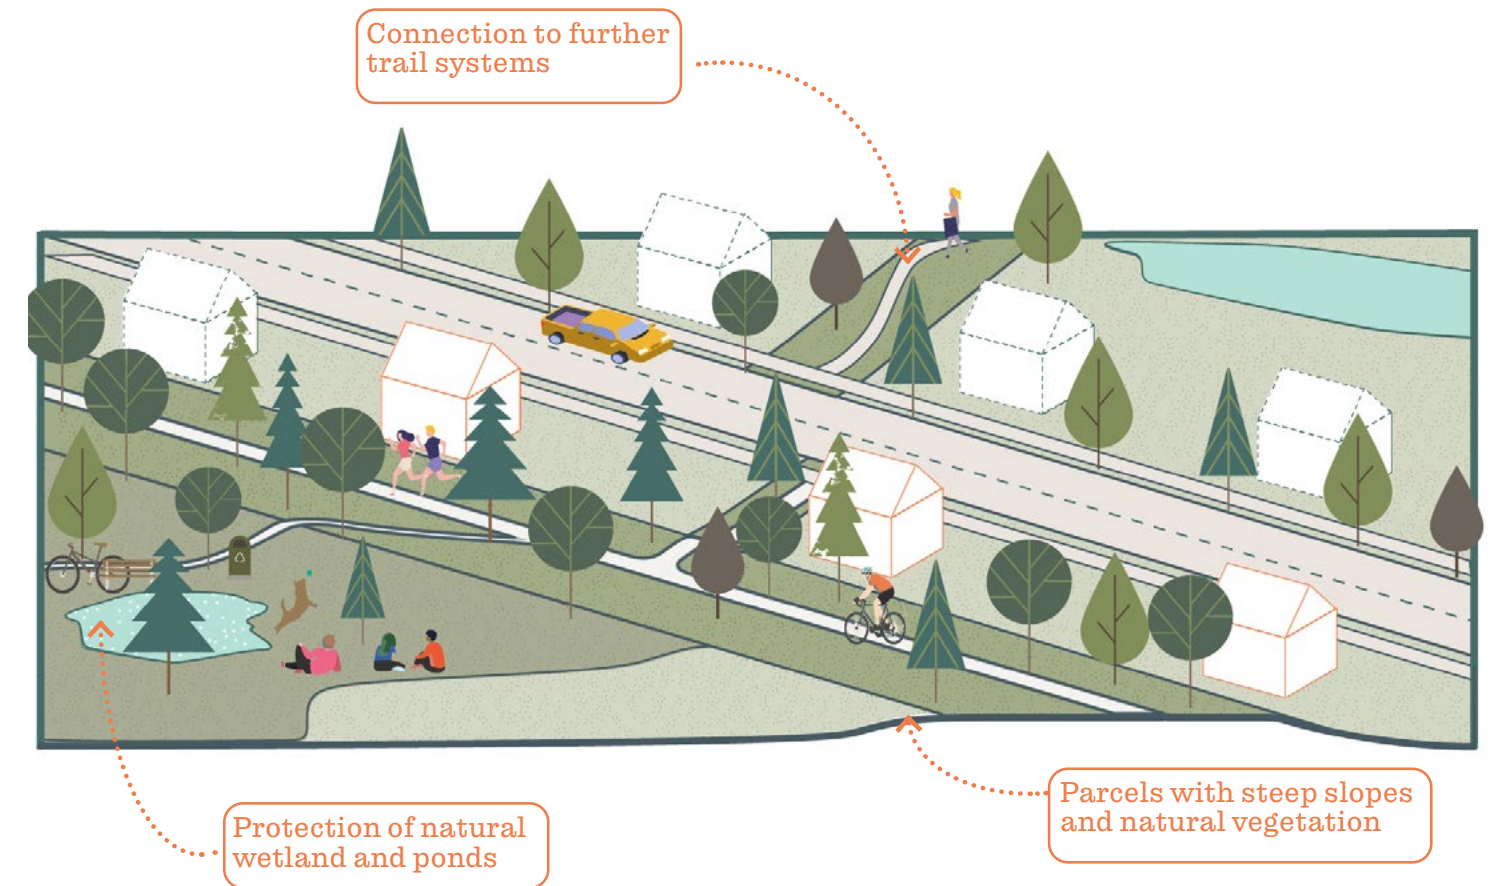 Connection to further
trail systems
Protection of natural
wetland and ponds
Parcels with steep slopes
and natural vegetation